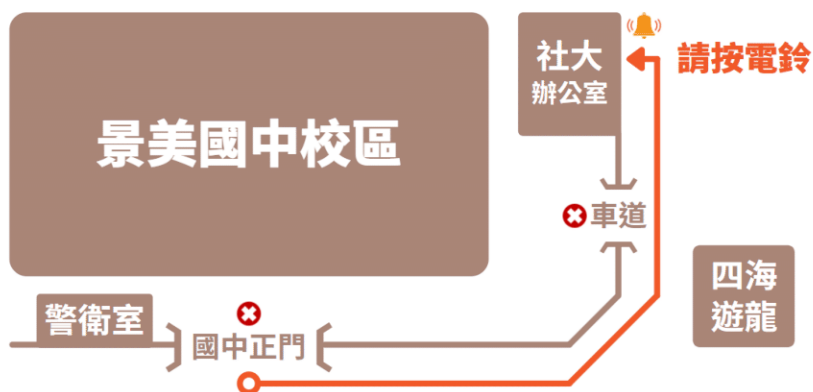 社大
辦公室
請按電鈴
景美國中校區
車道
四海
遊龍
警衛室
國中正門